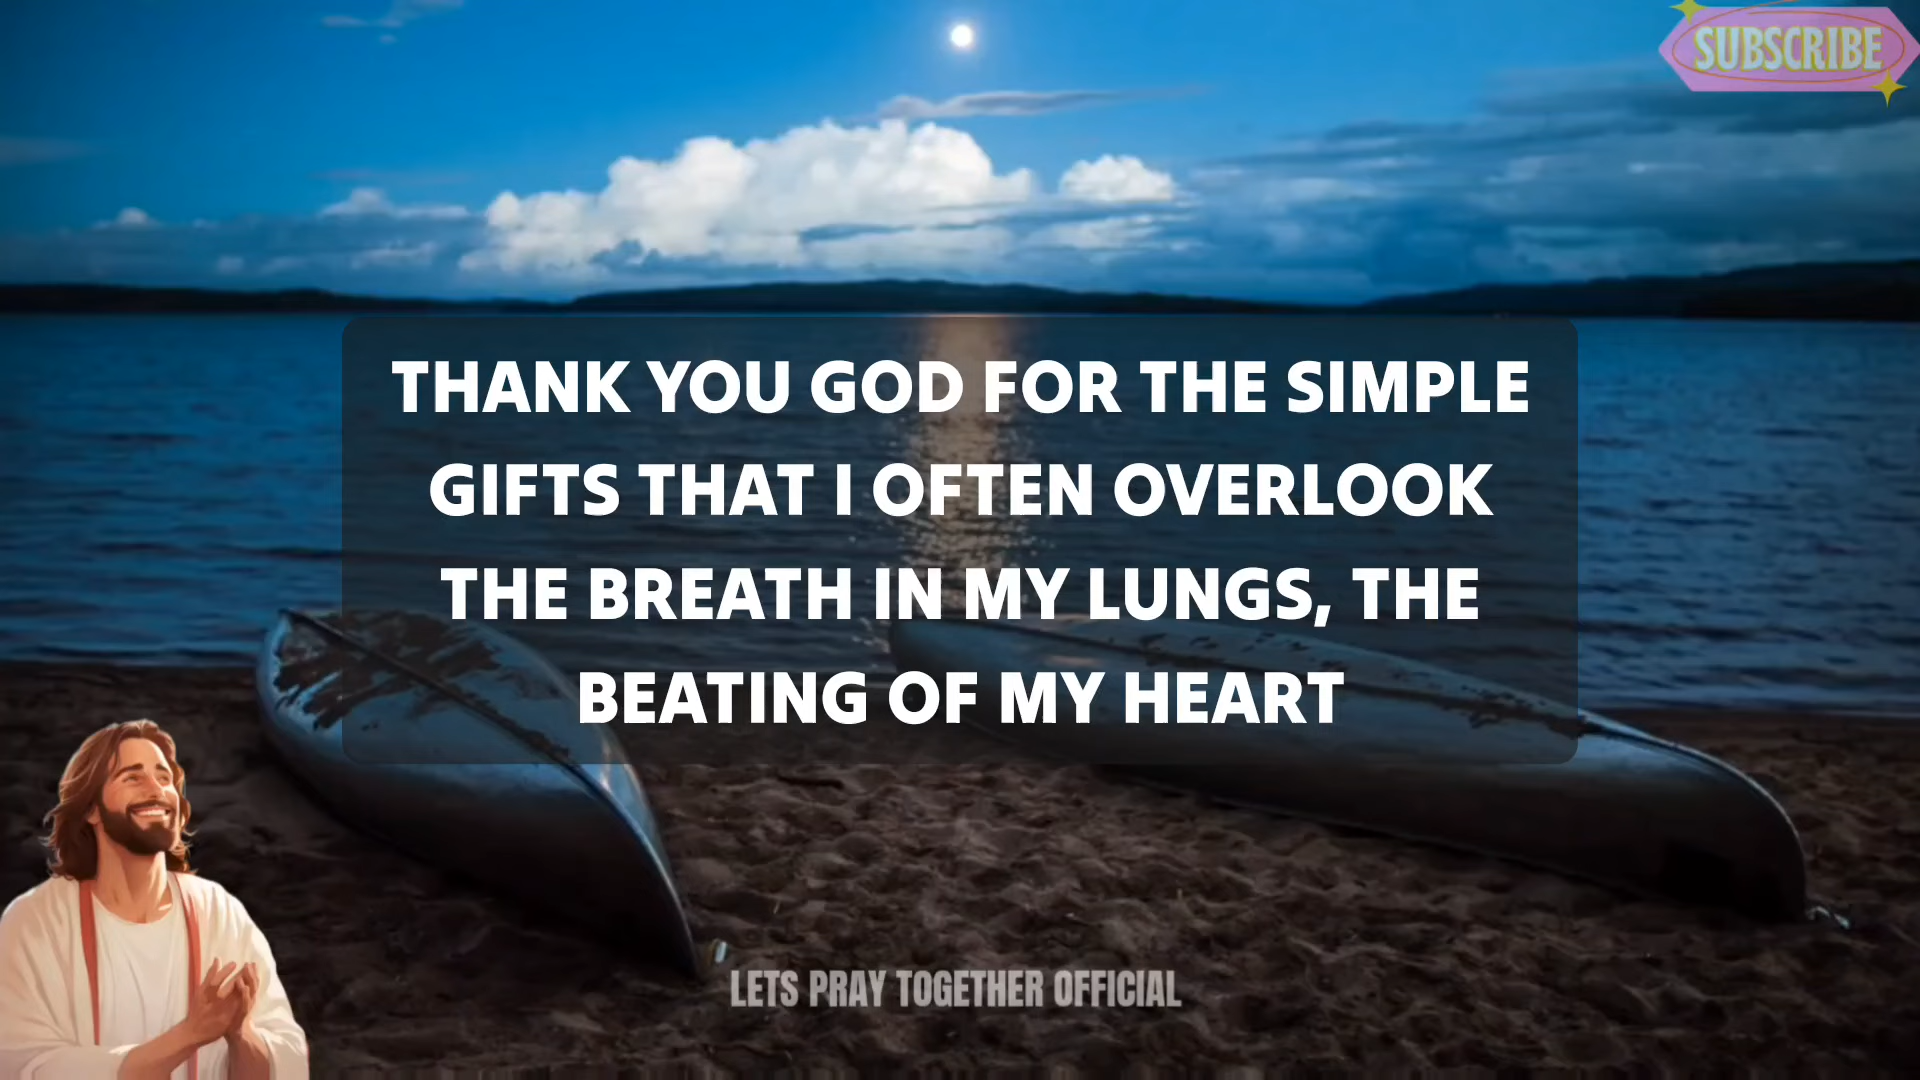 SUBSCRIBE
THANK YOU GOD FOR THE SIMPLE
GIFTS THAT I OFTEN OVERLOOK
THE BREATH IN MY LUNGS, THE
BEATING OF MY HEART
LETS PRAY TOGETHER OFFICIAL